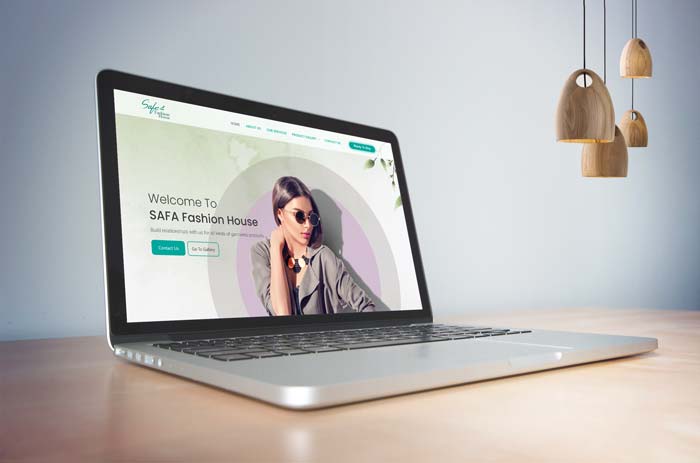 Safa
Fashion
House
HOME
ABOUT US
OUR SERVICES
PRODUCT GALLERY
CONTACT US
Welcome To
SAFA Fashion House
Build relationships with us for all kinds of garments products
Contact Us
Go To Gallery